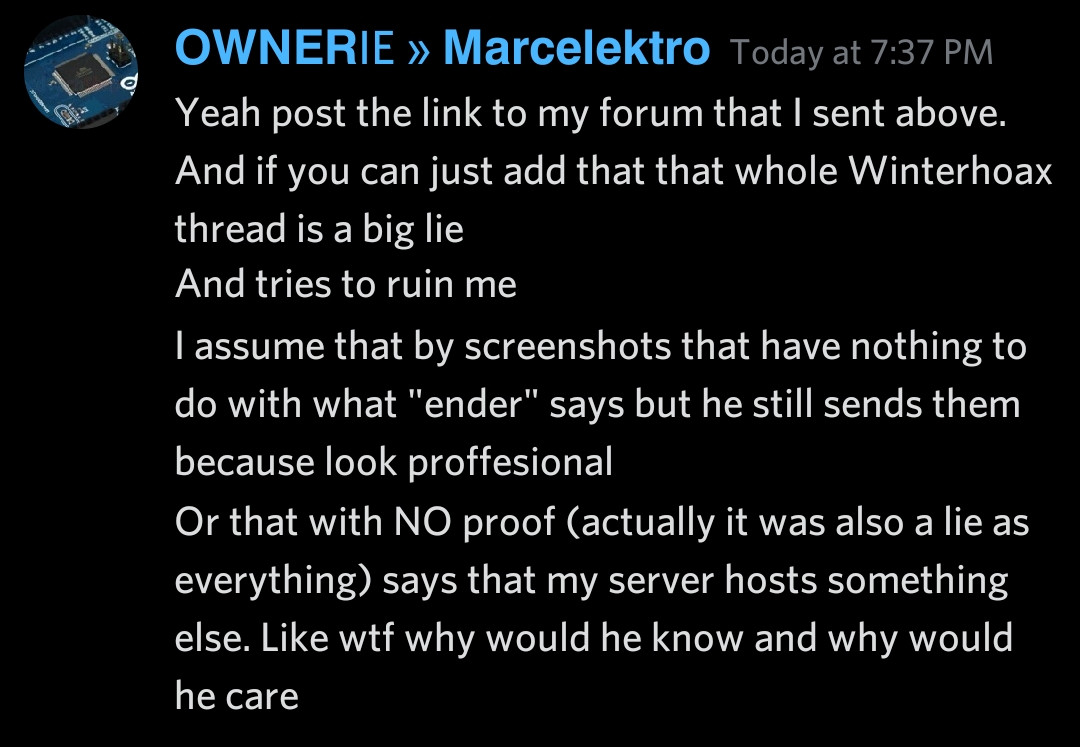 OWNERIE » Marcelektro Today at 7:37 PM
Yeah post the link to my forum that I sent above.
And if you can just add that that whole Winterhoax
thread is a big lie
And tries to ruin me
I assume that by screenshots that have nothing to
do with what "ender" says but he still sends them
because look proffesional
Or that with NO proof (actually it was also a lie as
everything) says that my server hosts something
else. Like wtf why would he know and why would
he care